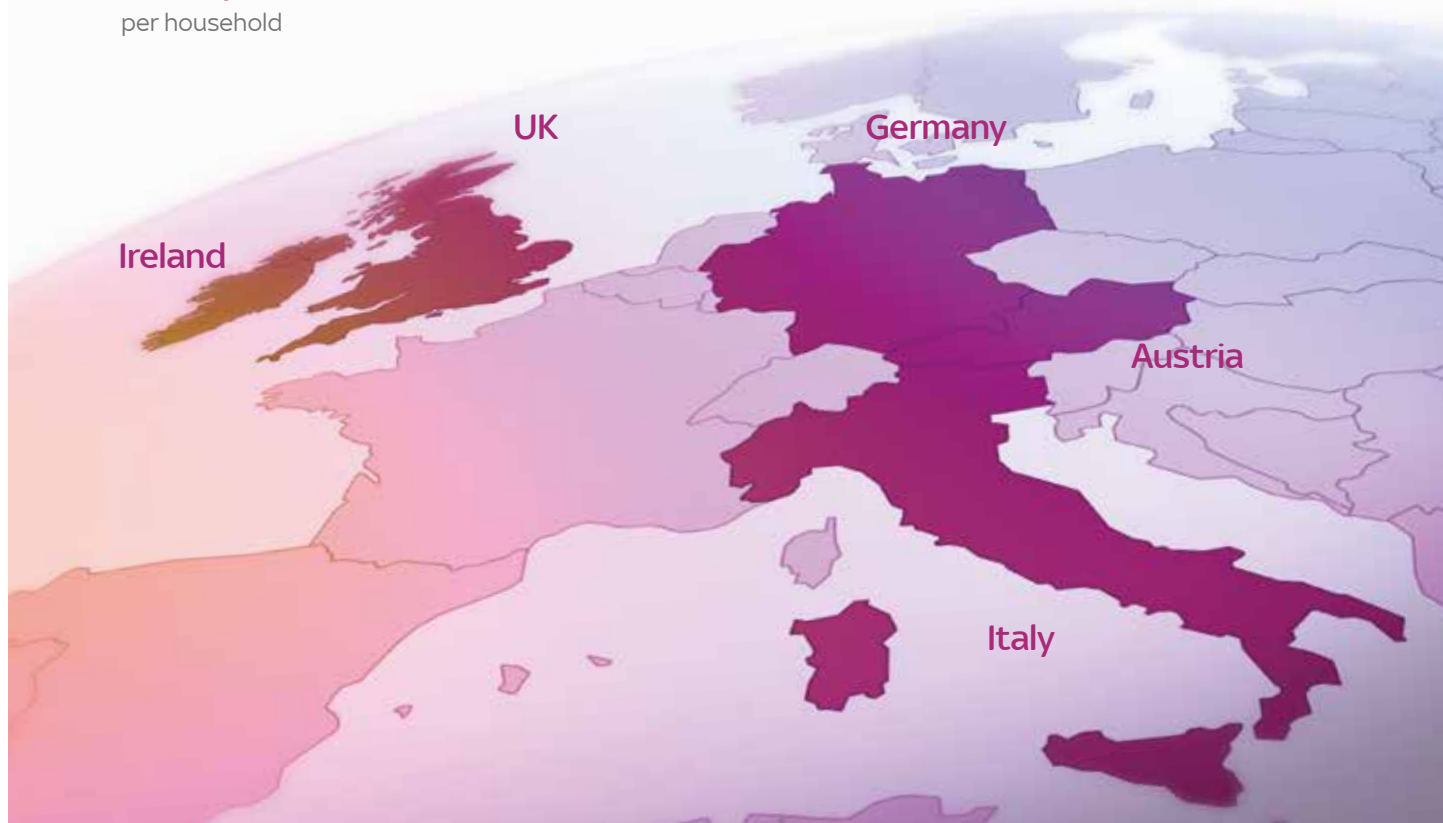 per household
UK
Germany
Ireland
Austria
Italy